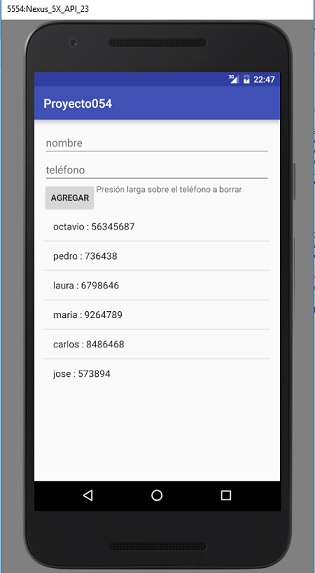 5554:Nexus_5X_API_23
3G 22:47
Proyecto054
nombre
teléfono
AGREGAR Presión larga sobre el teléfono a borrar
octavio : 56345687
pedro : 736438
laura : 6798646
maria : 9264789
carlos : 8486468
jose : 573894